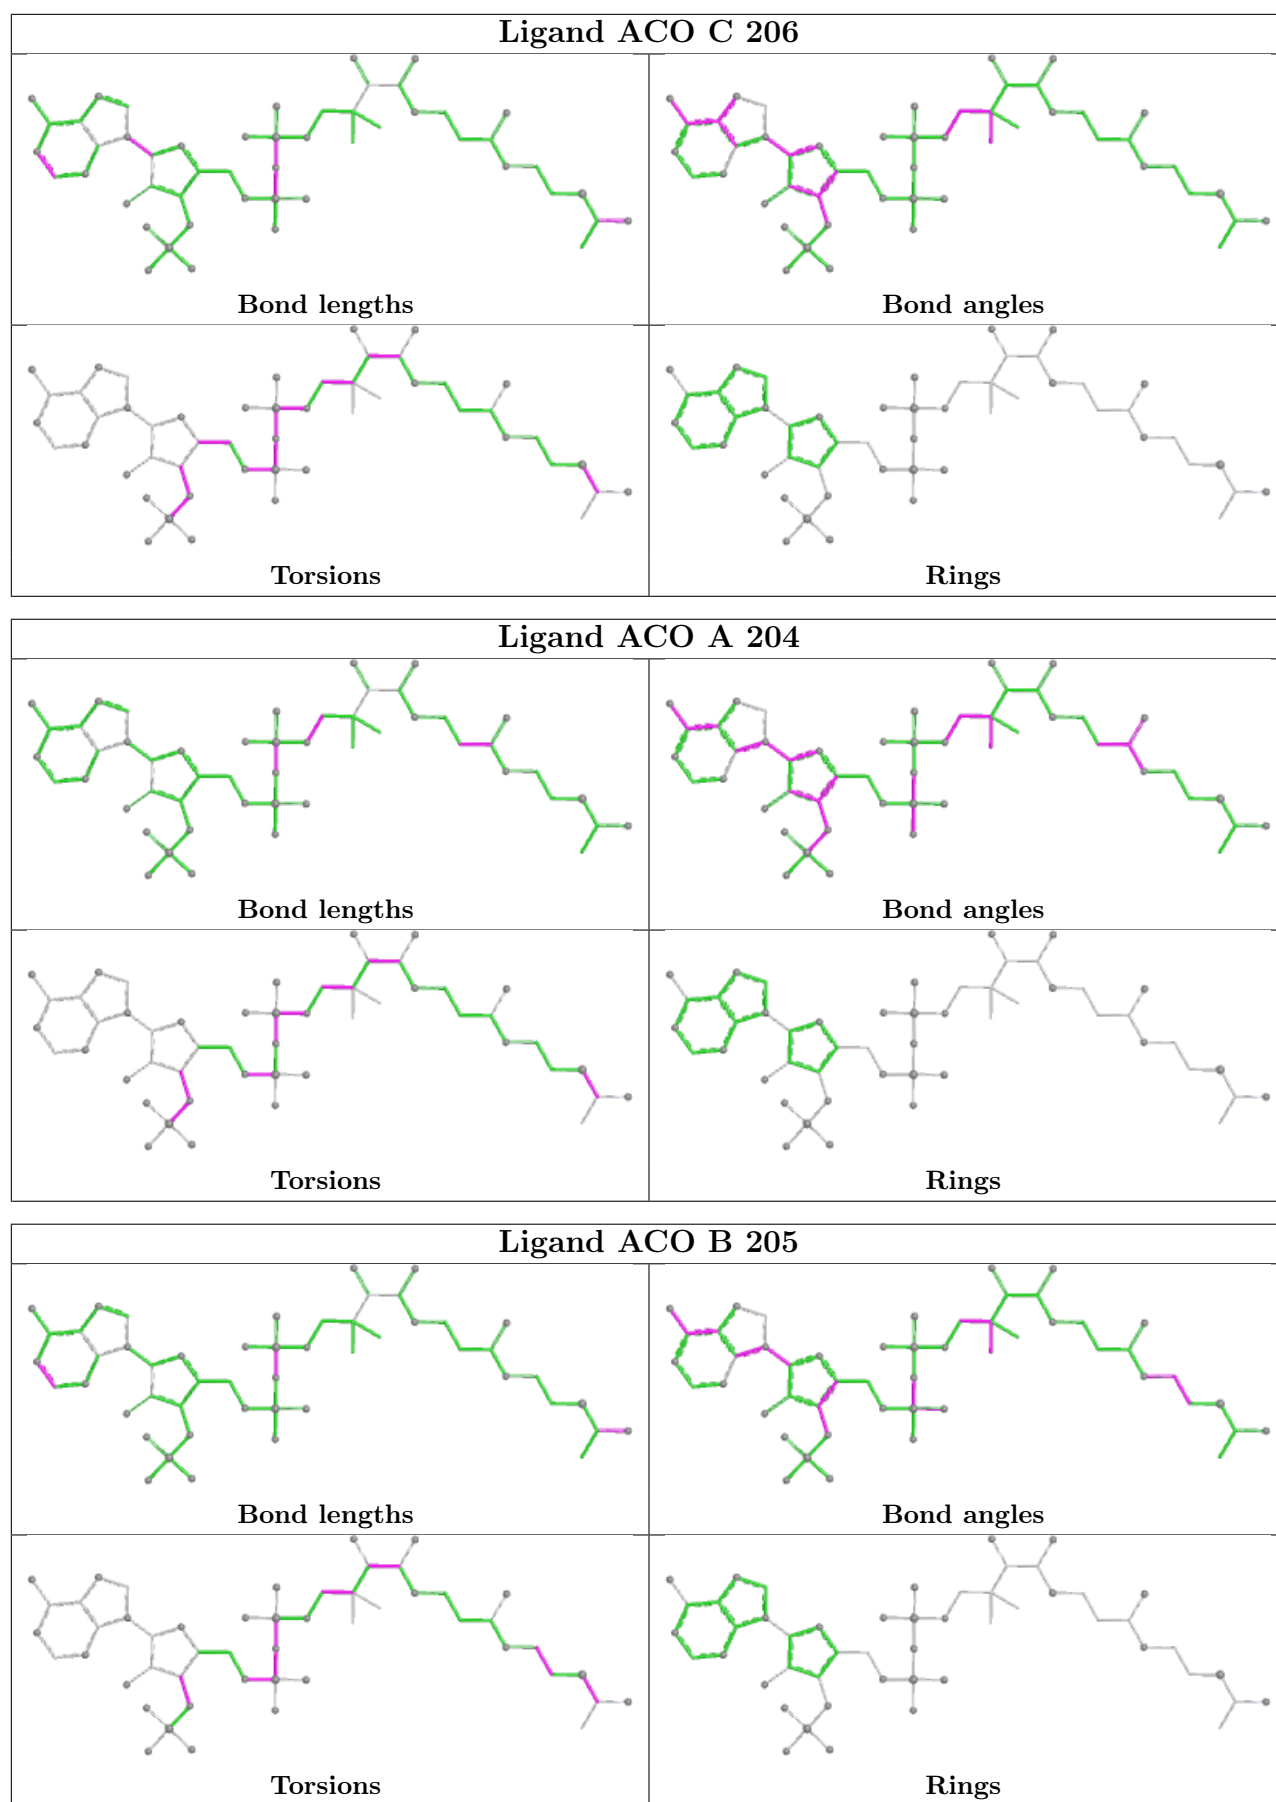 Ligand ACO C 206
Bond lengths
Bond angles
Torsions
Rings
Ligand ACO A 204
Bond lengths
Bond angles
Torsions
Rings
Ligand ACO B 205
Bond lengths
Bond angles
Torsions
Rings